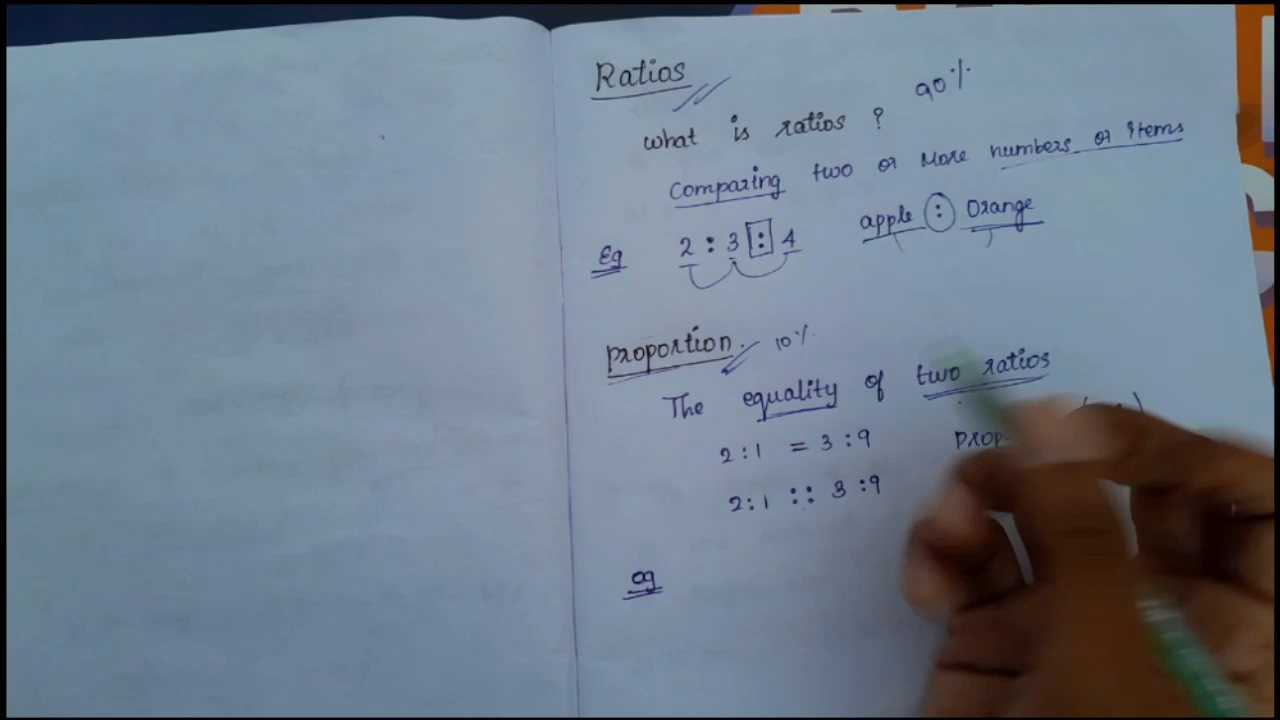 Ratios
90%
What is ratios ?
Comparing two or more numbers or items
Eg 2 : 3 : 4 apple : Orange
Proportion. 10%
The equality of two ratios
2:1 = 3:9
2:1 :: 3:9